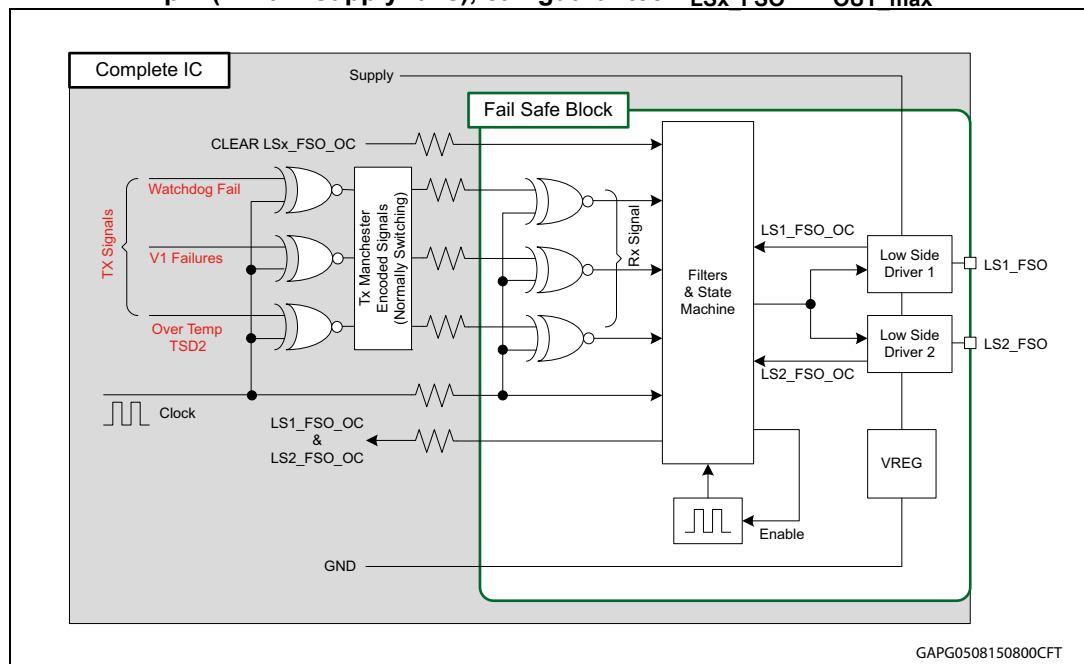 LSx_FSO OUT_max
Complete IC
Supply
Fail Safe Block
CLEAR LSx_FSO_OC
Watchdog Fail
V1 Failures
Over Temp
TSD2
TX Signals
Tx Manchester
Encoded Signals
(Normally Switching)
Rx Signal
Filters
& State
Machine
LS1_FSO_OC
Low Side
Driver 1
LS1_FSO
Low Side
Driver 2
LS2_FSO
LS2_FSO_OC
Clock
LS1_FSO_OC
&
LS2_FSO_OC
VREG
Enable
GND
GAPG0508150800CFT